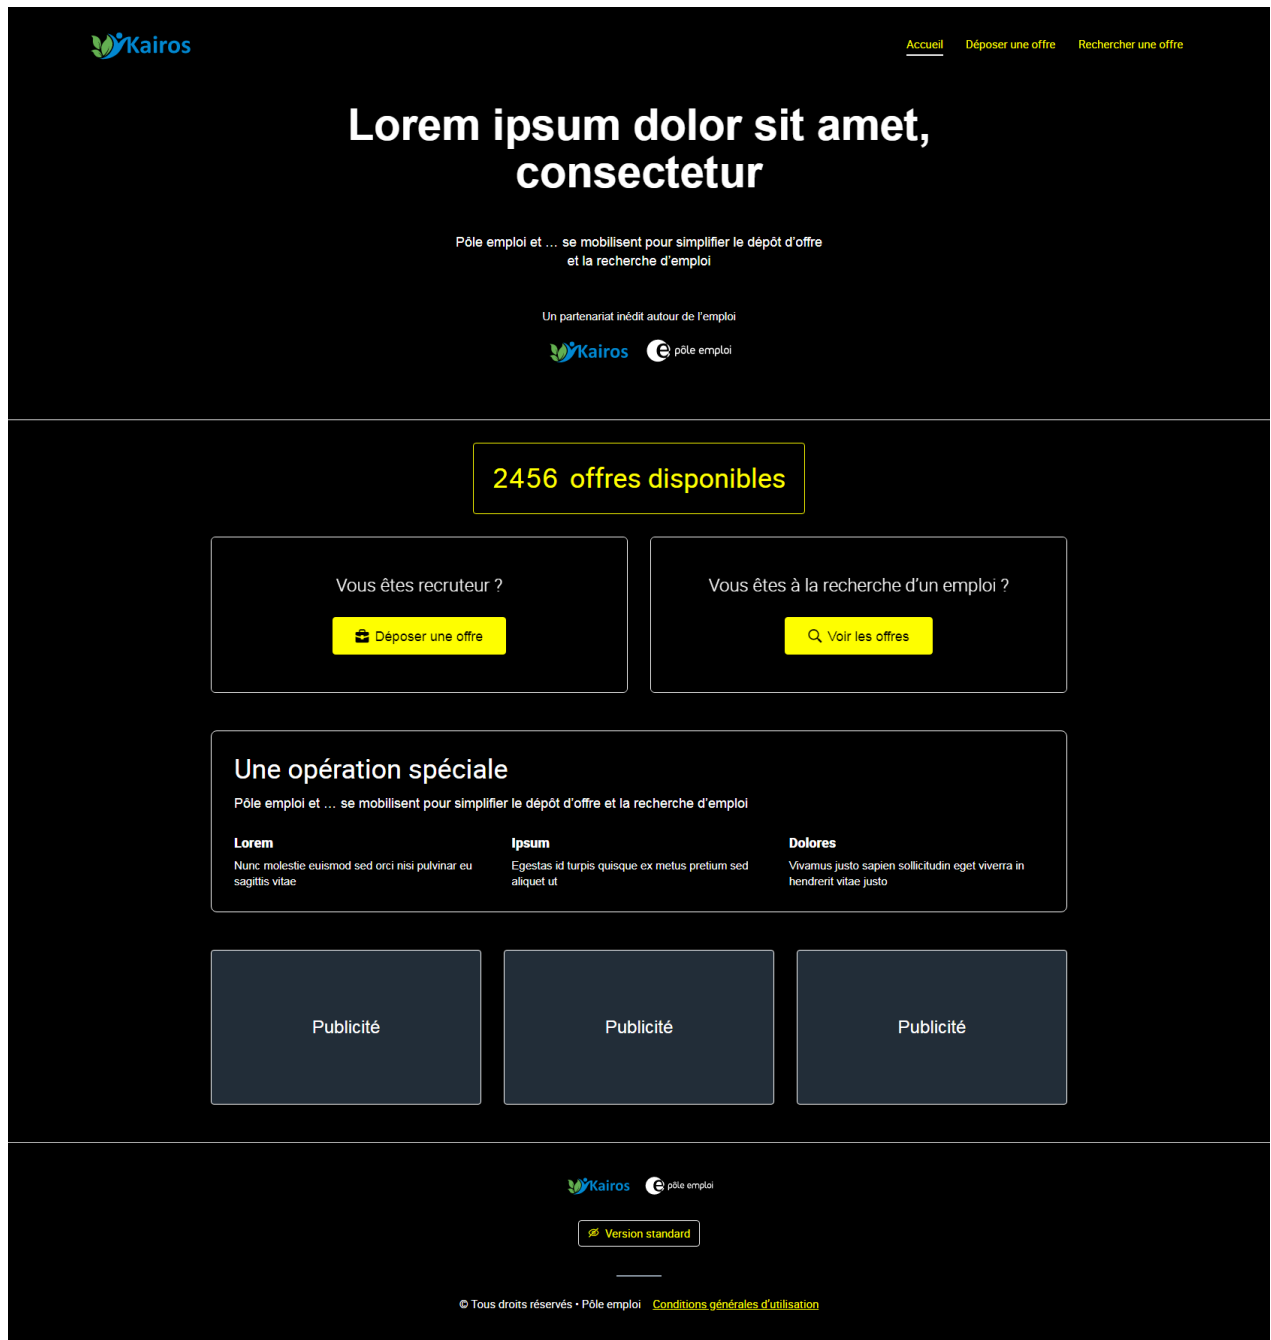 Kairos
Accueil Déposer une offre Rechercher une offre
Lorem ipsum dolor sit amet,
consectetur
Pôle emploi et … se mobilisent pour simplifier le dépôt d’offre
et la recherche d’emploi
Un partenariat inédit autour de l’emploi
Kairos pôle emploi
2456 offres disponibles
Vous êtes recruteur ?
Déposer une offre
Vous êtes à la recherche d’un emploi ?
Voir les offres
Une opération spéciale
Pôle emploi et … se mobilisent pour simplifier le dépôt d’offre et la recherche d’emploi
Lorem
Nunc molestie euismod sed orci nisi pulvinar eu
sagittis vitae
Ipsum
Egestas id turpis quisque ex metus pretium sed
aliquet ut
Dolores
Vivamus justo sapien sollicitudin eget viverra in
hendrerit vitae justo
Publicité
Publicité
Publicité
Kairos pôle emploi
Version standard
© Tous droits réservés • Pôle emploi Conditions générales d’utilisation